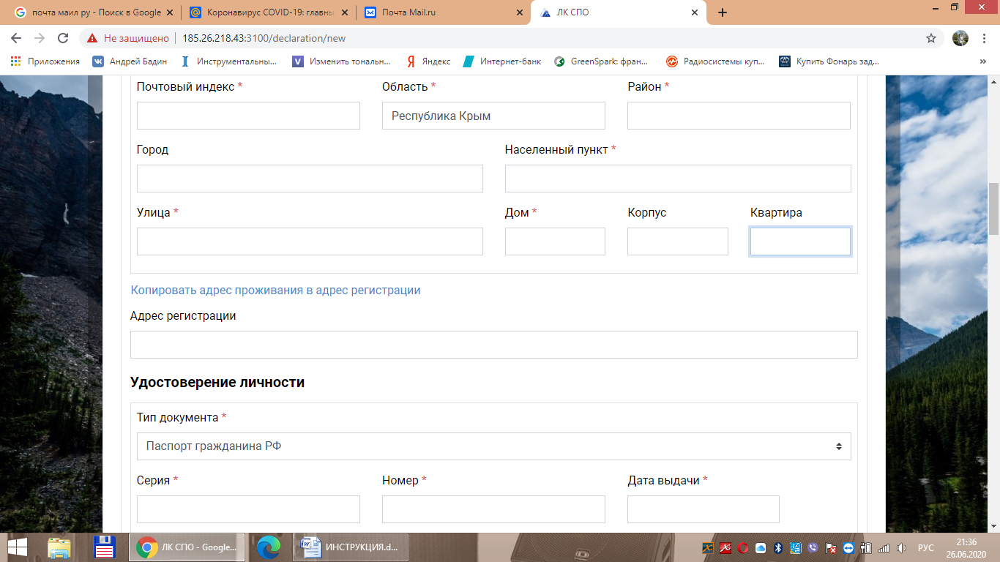 почта маил ру - Поиск в Google
Коронавирус COVID-19: главны
Почта Mail.ru
ЛК СПО
Не защищено
185.26.218.43:3100/declaration/new
Приложения
Андрей Бадин
Инструментальны...
Изменить тональн...
Яндекс
Интернет-банк
GreenSpark: фран...
Радиосистемы куп...
Купить Фонарь зад...
»
Почтовый индекс *
Область *
Район *
Республика Крым
Город
Населенный пункт *
Улица *
Дом *
Корпус
Квартира
Копировать адрес проживания в адрес регистрации
Адрес регистрации
Удостоверение личности
Тип документа *
Паспорт гражданина РФ
Серия *
Номер *
Дата выдачи *
ЛК СПО - Google...
ИНСТРУКЦИЯ.d...
РУС
21:36
26.06.2020